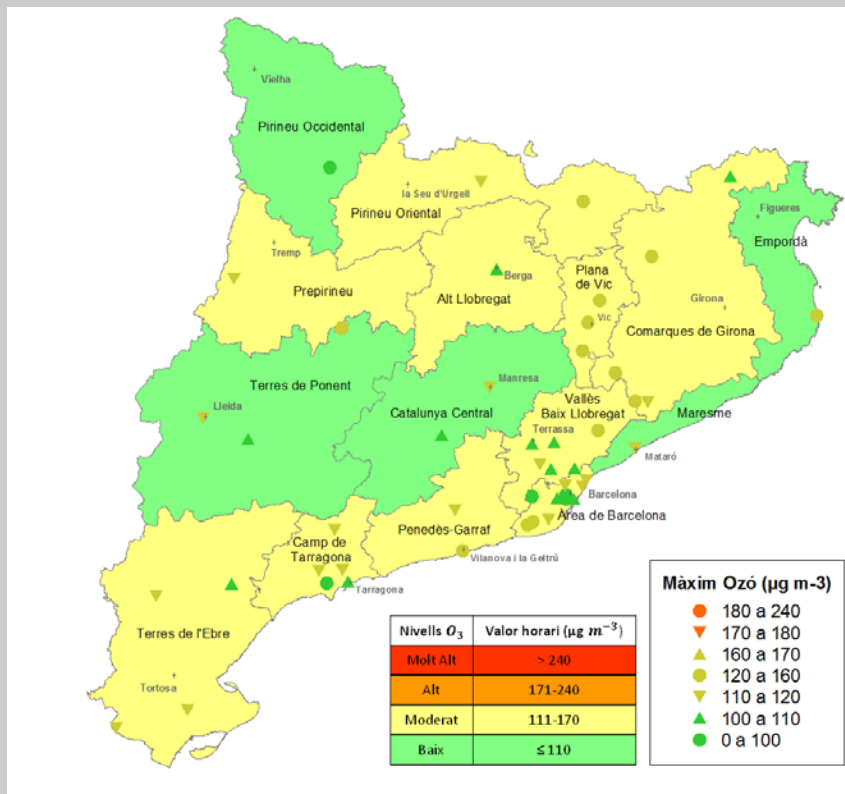 Vielha
Pirineu Occidental
la Seu d'Urgell
Pirineu Oriental
Figueres
Empordà
Tremp
Berga
Plana
de Vic
Prepirineu
Alt Llobregat
Vic
Girona
Comarques de Girona
Terres de Ponent
Manresa
Lleida
Catalunya Central
Vallès
Baix Llobregat
Maresme
Terrassa
Mataró
Barcelona
Àrea de Barcelona
Penedès-Garraf
Camp de
Tarragona
Vilanova i la Geltrú
Tarragona
Terres de l'Ebre
Tortosa
Nivells O₃ Valor horari (µg m⁻³)
Molt Alt > 240
Alt 171-240
Moderat 111-170
Baix ≤ 110
Màxim Ozó (µg m-3)
180 a 240
170 a 180
160 a 170
120 a 160
110 a 120
100 a 110
0 a 100